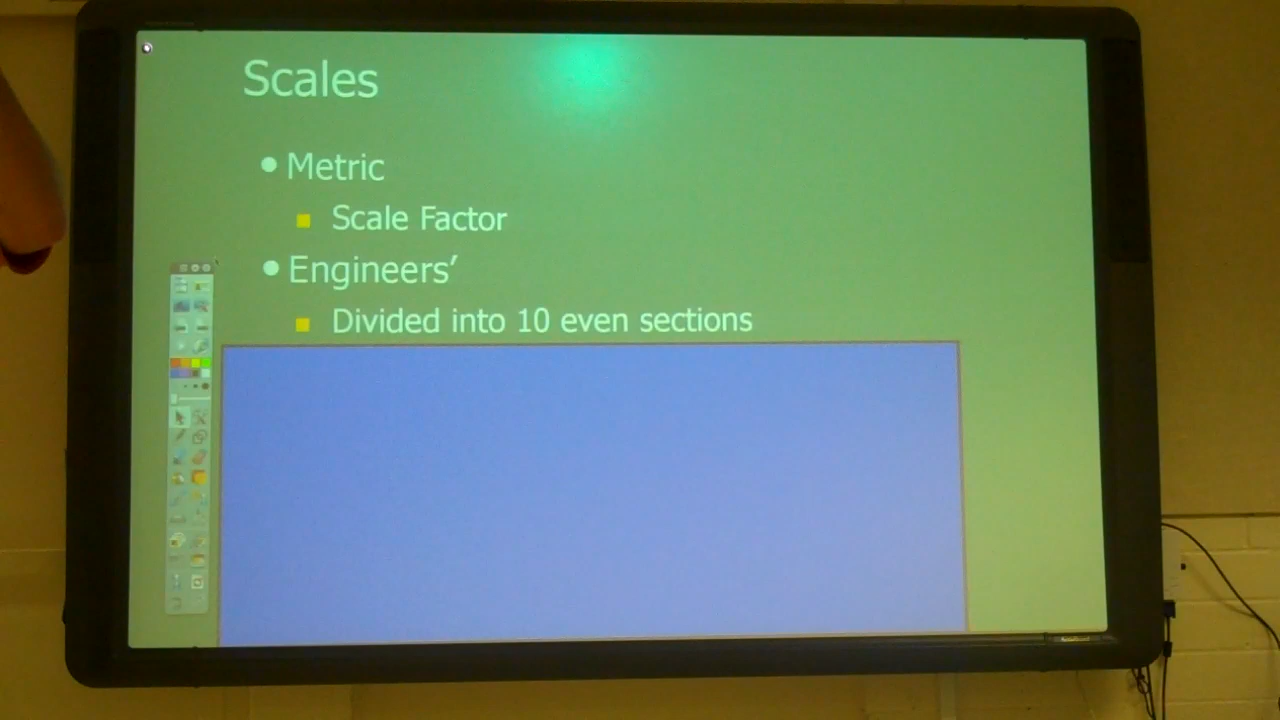 Scales
Metric
Scale Factor
Engineers’
Divided into 10 even sections